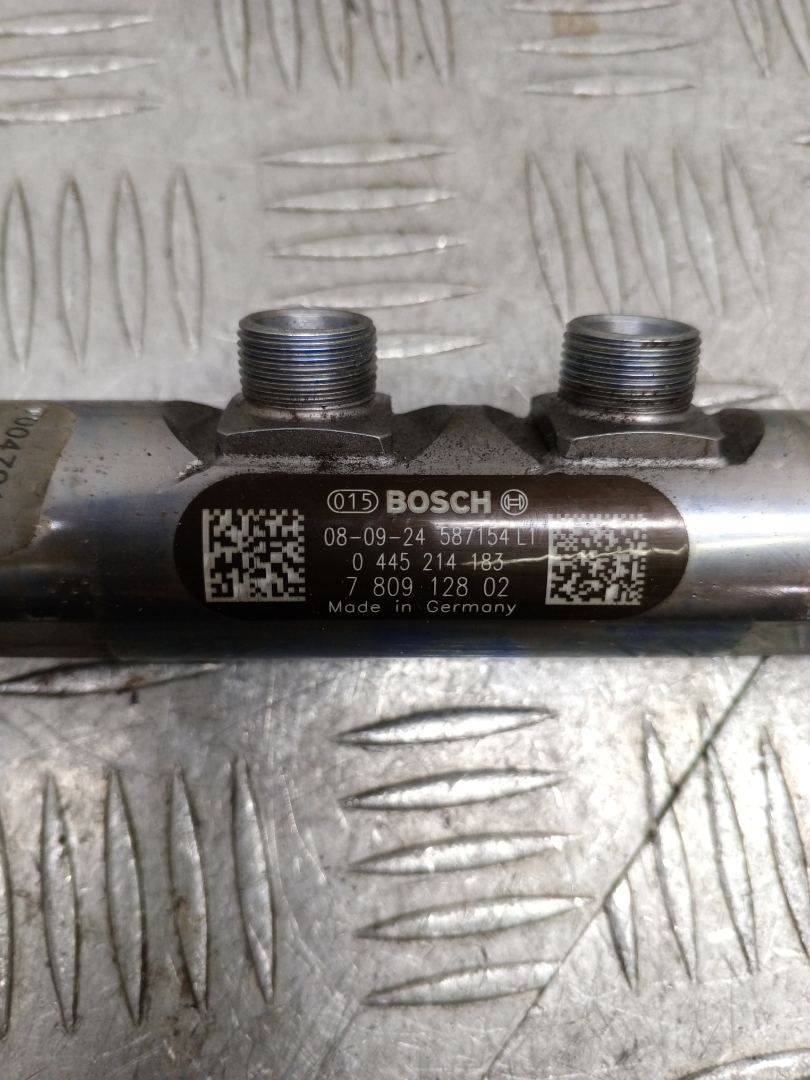 015 BOSCH
08-09-24 587154 L1
0 445 214 183
7 809 128 02
Made in Germany